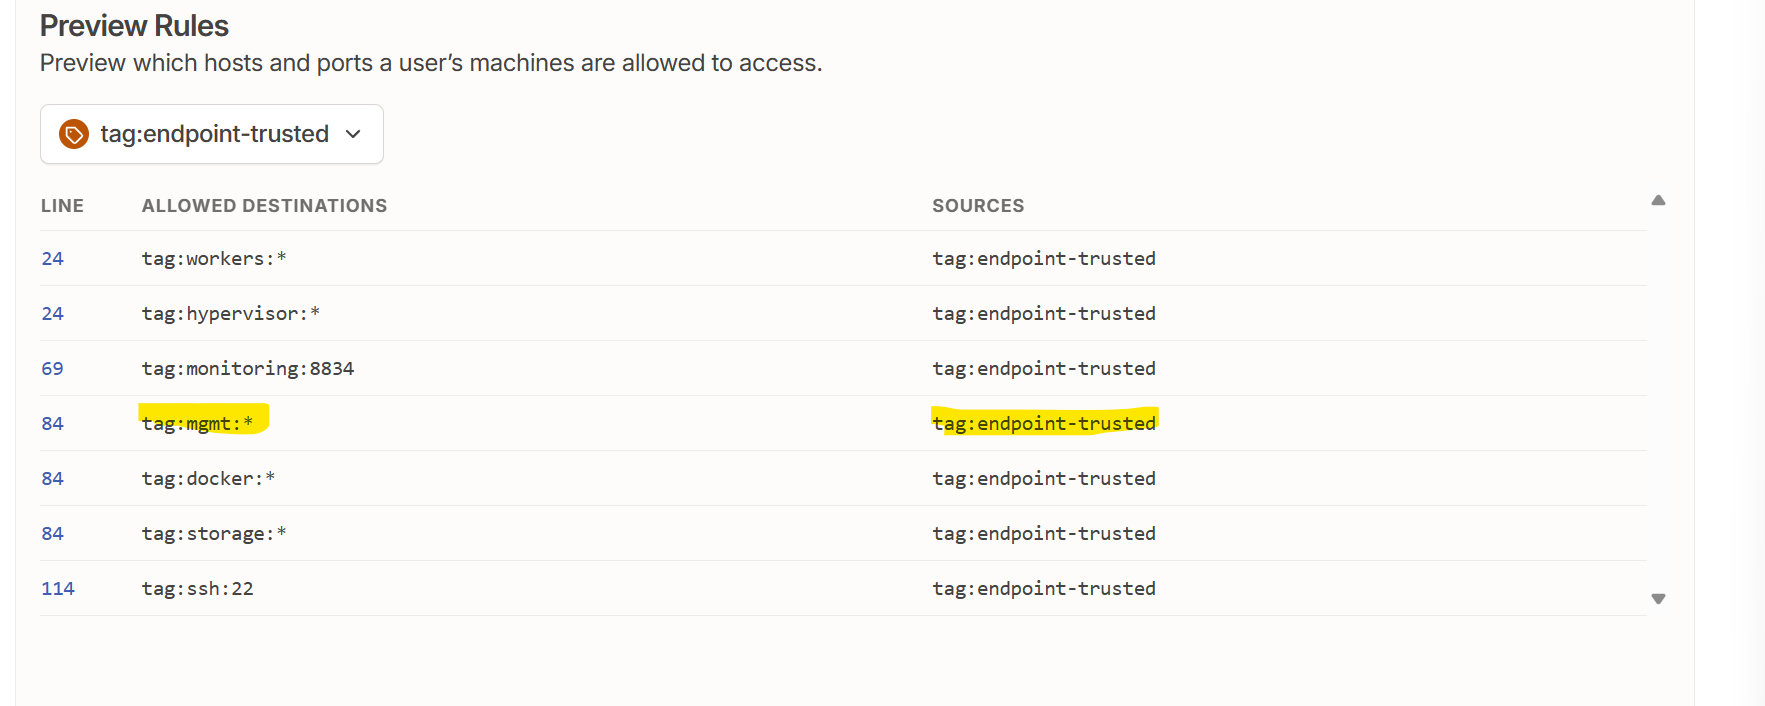 Preview Rules
Preview which hosts and ports a user’s machines are allowed to access.
tag:endpoint-trusted
LINE ALLOWED DESTINATIONS SOURCES
24 tag:workers:* tag:endpoint-trusted
24 tag:hypervisor:* tag:endpoint-trusted
69 tag:monitoring:8834 tag:endpoint-trusted
84 tag:mgmt:* tag:endpoint-trusted
84 tag:docker:* tag:endpoint-trusted
84 tag:storage:* tag:endpoint-trusted
114 tag:ssh:22 tag:endpoint-trusted